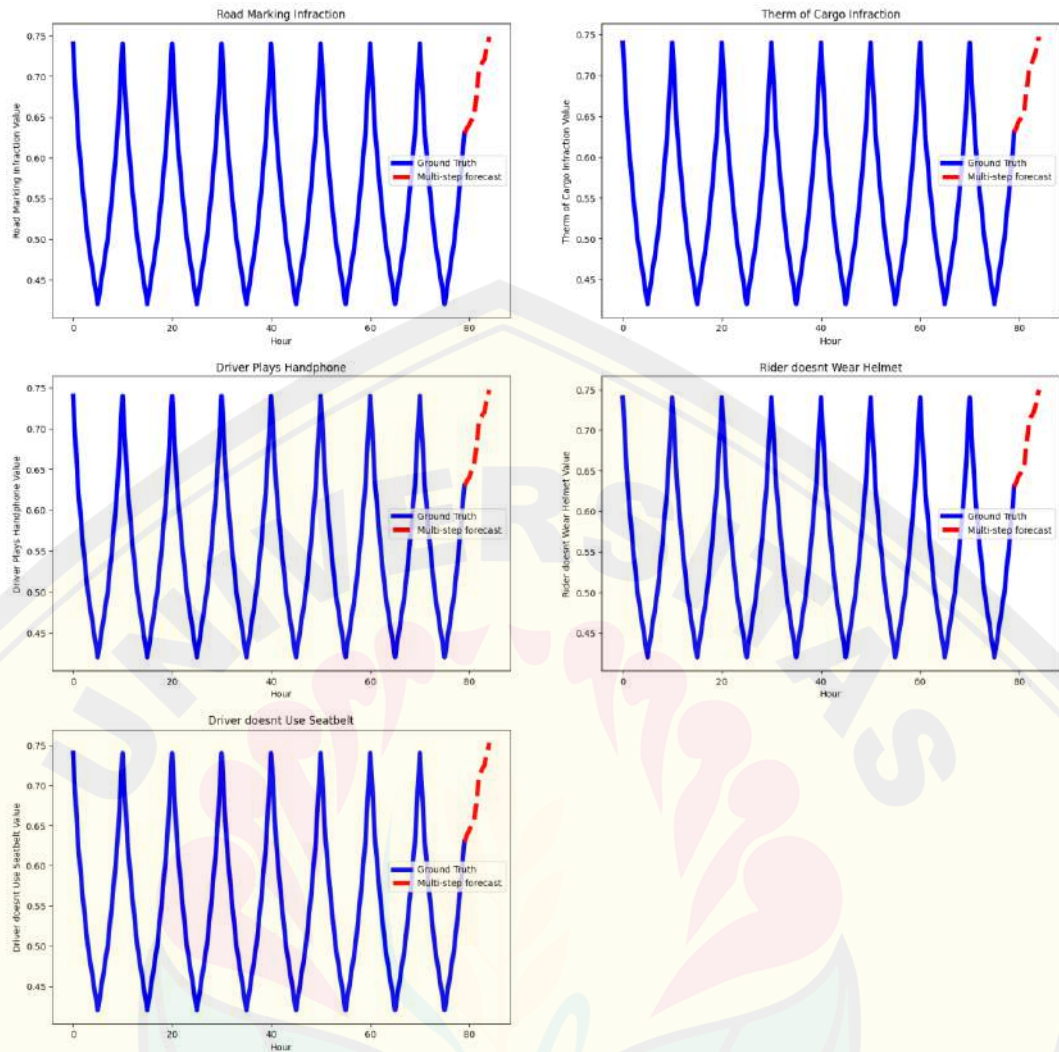 Road Marking Infraction
Road Marking Infraction Value
0.75
0.70
0.65
0.60
0.55
0.50
0.45
Ground Truth
Multi-step forecast
0 20 40 60 80
Hour
Therm of Cargo Infraction
Therm of Cargo Infraction Value
0.75
0.70
0.65
0.60
0.55
0.50
0.45
Ground Truth
Multi-step forecast
0 20 40 60 80
Hour
Driver Plays Handphone
Driver Plays Handphone Value
0.75
0.70
0.65
0.60
0.55
0.50
0.45
Ground Truth
Multi-step forecast
0 20 40 60 80
Hour
Rider doesnt Wear Helmet
Rider doesnt Wear Helmet Value
0.75
0.70
0.65
0.60
0.55
0.50
0.45
Ground Truth
Multi-step forecast
0 20 40 60 80
Hour
Driver doesnt Use Seatbelt
Driver doesnt Use Seatbelt Value
0.75
0.70
0.65
0.60
0.55
0.50
0.45
Ground Truth
Multi-step forecast
0 20 40 60 80
Hour
UNIVERSITAS